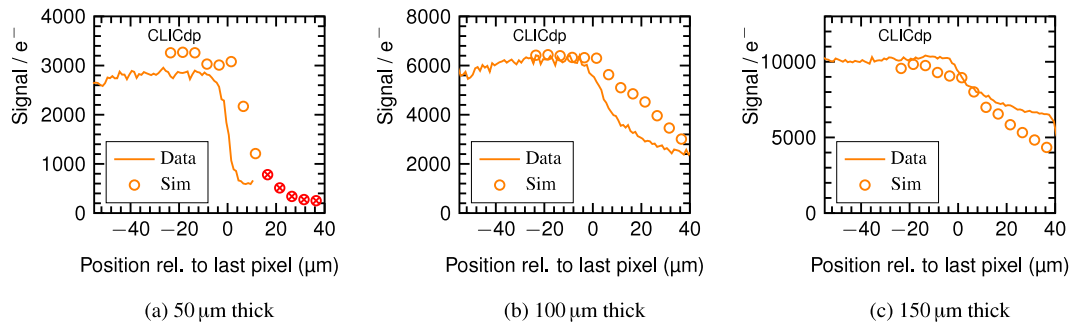 4000
3000
2000
1000
0
Signal / e⁻
CLICdp
Data
Sim
−40 −20 0 20 40
Position rel. to last pixel (µm)
(a) 50 µm thick
8000
6000
4000
2000
0
Signal / e⁻
CLICdp
Data
Sim
−40 −20 0 20 40
Position rel. to last pixel (µm)
(b) 100 µm thick
10000
5000
0
Signal / e⁻
CLICdp
Data
Sim
−40 −20 0 20 40
Position rel. to last pixel (µm)
(c) 150 µm thick